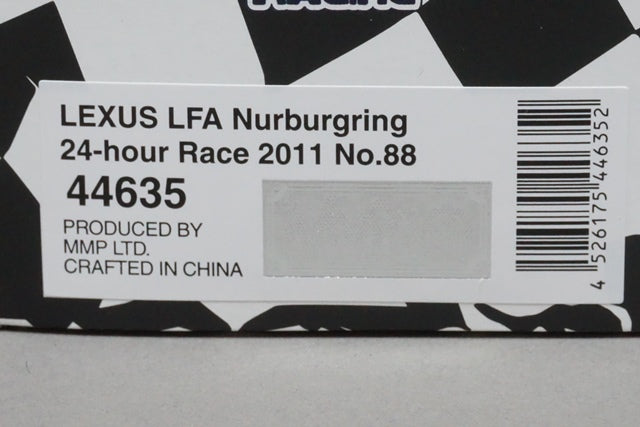 RACING
LEXUS LFA Nurburgring
24-hour Race 2011 No.88
44635
PRODUCED BY
MMP LTD.
CRAFTED IN CHINA
4 526175 446352